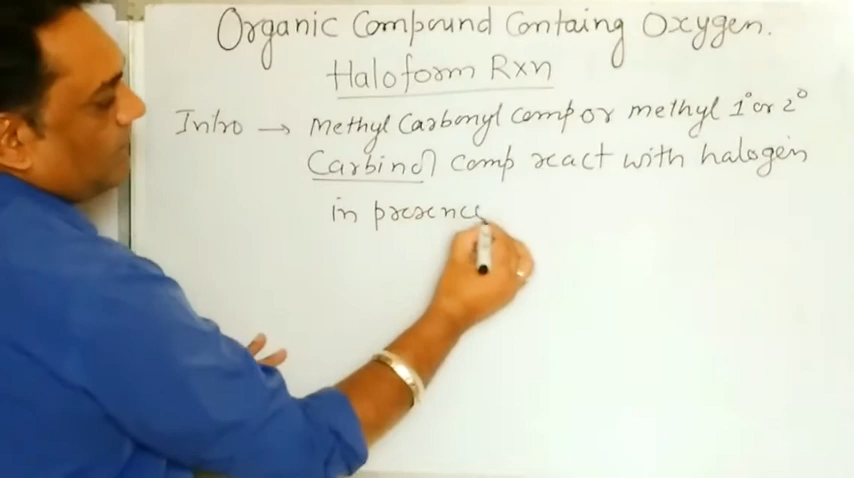 Organic Compound Containg Oxygen.
Haloform Rxn
Intro → Methyl Carbonyl Comp or methyl 1° or 2°
Carbinol comp react with halogen
in presence